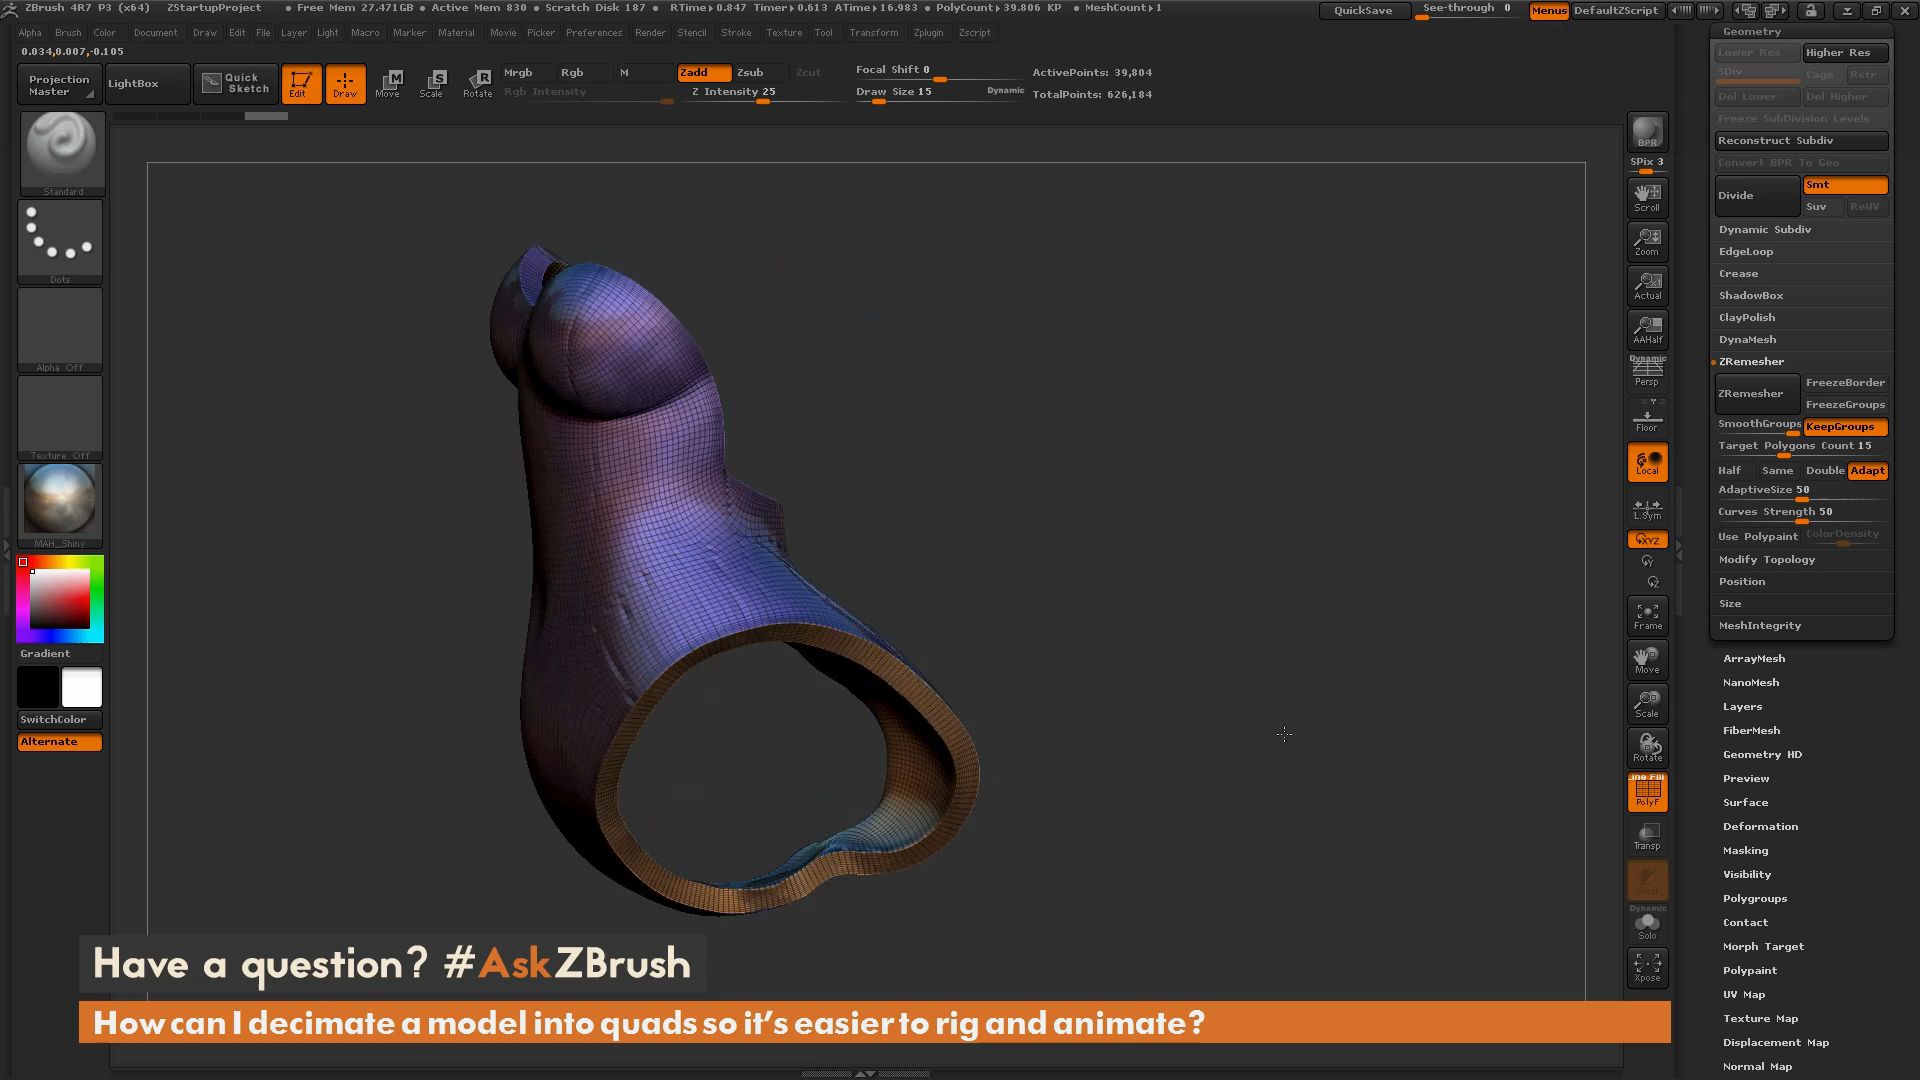 ZBrush 4R7 P3 (x64) ZStartupProject • Free Mem 27.471GB • Active Mem 830 • Scratch Disk 187 • RTime▸0.847 Timer▸0.613 ATime▸16.983 • PolyCount▸39.806 KP • MeshCount▸1 QuickSave See-through 0 Menus DefaultZScript
Alpha Brush Color Document Draw Edit File Layer Light Macro Marker Material Movie Picker Preferences Render Stencil Stroke Texture Tool Transform Zplugin Zscript
0.034,0.007,-0.105
Projection Master
LightBox
Quick Sketch
Edit
Draw
Move
Scale
Rotate
Mrgb Rgb M Zadd Zsub Zcut
Rgb Intensity Z Intensity 25
Focal Shift 0
Draw Size 15 Dynamic
ActivePoints: 39,804
TotalPoints: 626,184
Standard
Dots
Alpha Off
Texture Off
MAH_Shiny
Gradient
SwitchColor
Alternate
BPR
SPix 3
Scroll
Zoom
Actual
AAHalf
Dynamic
Persp
Floor
Local
L.Sym
XYZ
Y
Z
Frame
Move
Scale
Rotate
Line Fill
PolyF
Transp
Ghost
Dynamic
Solo
Xpose
Geometry
Lower Res Higher Res
SDiv Cage Rstr
Del Lower Del Higher
Freeze SubDivision Levels
Reconstruct Subdiv
Convert BPR To Geo
Divide Smt
Suv ReUV
Dynamic Subdiv
EdgeLoop
Crease
ShadowBox
ClayPolish
DynaMesh
ZRemesher
ZRemesher FreezeBorder
FreezeGroups
SmoothGroups KeepGroups
Target Polygons Count 15
Half Same Double Adapt
AdaptiveSize 50
Curves Strength 50
Use Polypaint ColorDensity
Modify Topology
Position
Size
MeshIntegrity
ArrayMesh
NanoMesh
Layers
FiberMesh
Geometry HD
Preview
Surface
Deformation
Masking
Visibility
Polygroups
Contact
Morph Target
Polypaint
UV Map
Texture Map
Displacement Map
Normal Map
Have a question? #AskZBrush
How can I decimate a model into quads so it's easier to rig and animate?